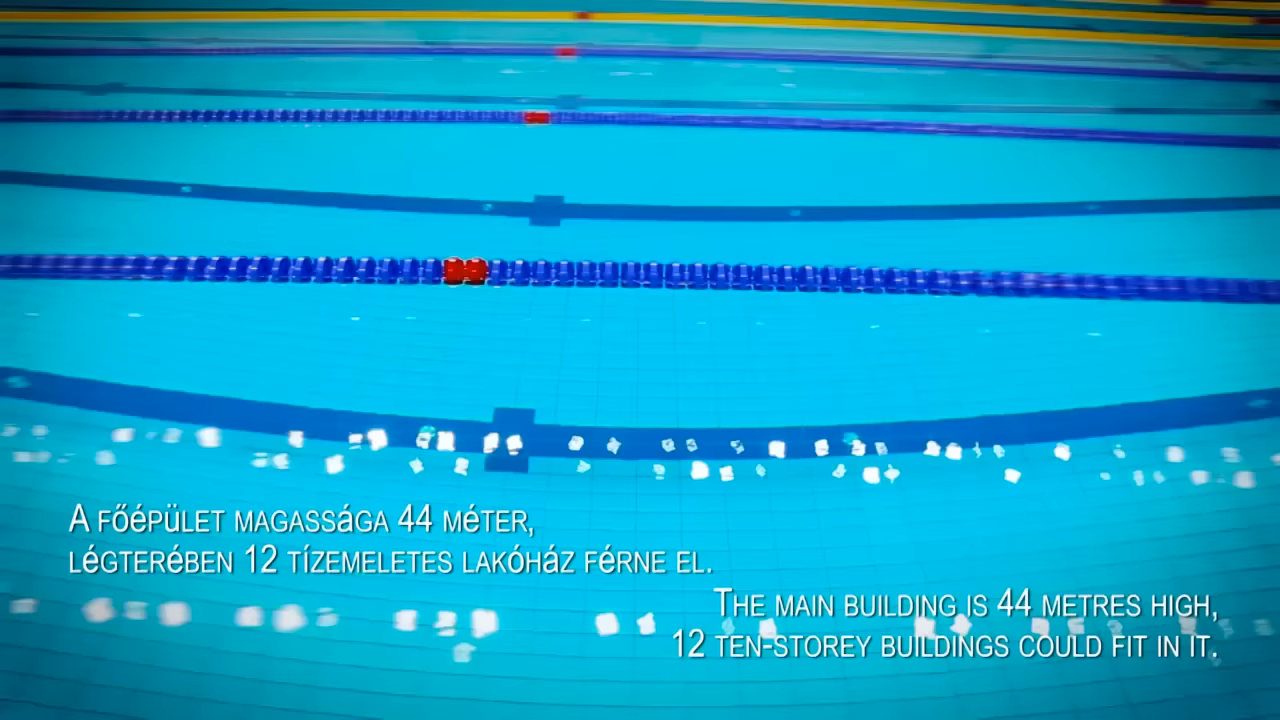 A főépület magassága 44 méter,
légterében 12 tízemeletes lakóház férne el.
The main building is 44 metres high,
12 ten-storey buildings could fit in it.